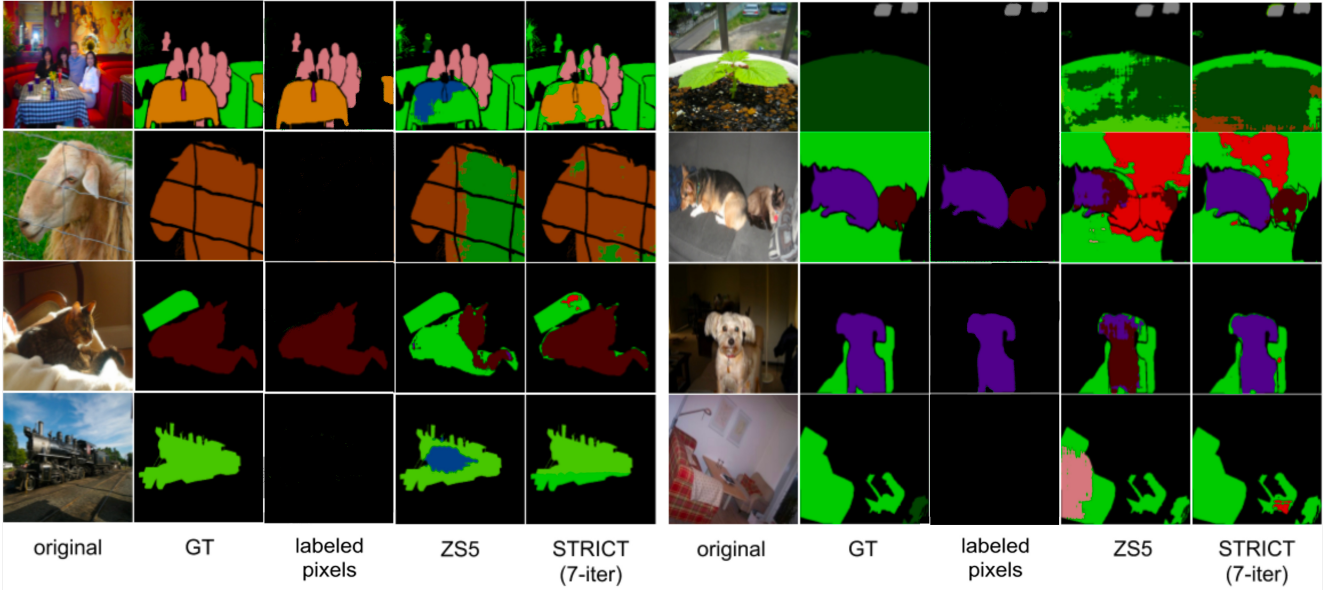 original GT labeled ZS5 STRICT original GT labeled ZS5 STRICT
pixels (7-iter) pixels (7-iter)